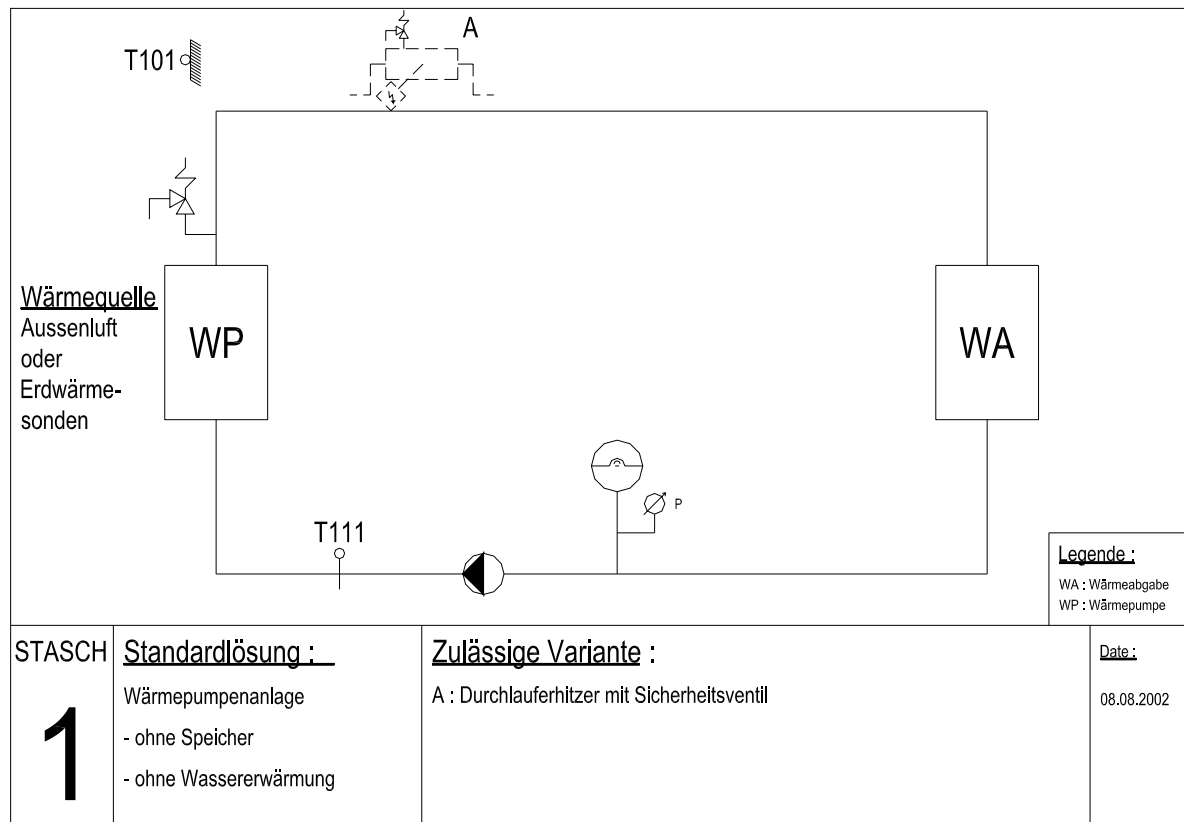 T101
A
Wärmequelle
Aussenluft
oder
Erdwärme-
sonden
WP
WA
P
T111
Legende :
WA : Wärmeabgabe
WP : Wärmepumpe
STASCH
1
Standardlösung :
Wärmepumpenanlage
- ohne Speicher
- ohne Wassererwärmung
Zulässige Variante :
A : Durchlauferhitzer mit Sicherheitsventil
Date :
08.08.2002